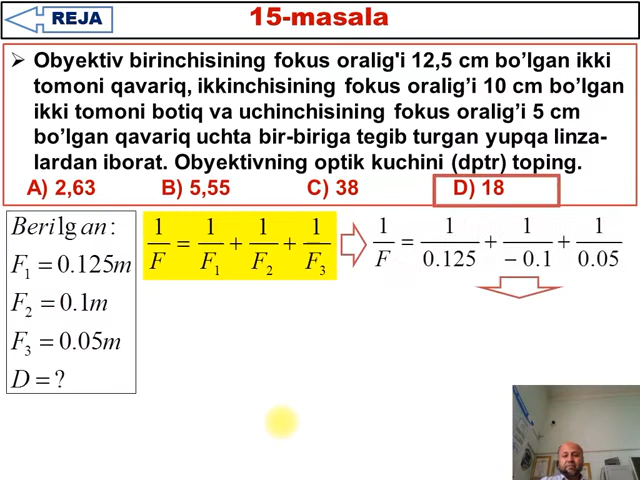 REJA
15-masala
➢ Obyektiv birinchisining fokus oralig'i 12,5 cm bo’lgan ikki
tomoni qavariq, ikkinchisining fokus oralig’i 10 cm bo’lgan
ikki tomoni botiq va uchinchisining fokus oralig’i 5 cm
bo’lgan qavariq uchta bir-biriga tegib turgan yupqa linza-
lardan iborat. Obyektivning optik kuchini (dptr) toping.
A) 2,63 B) 5,55 C) 38 D) 18
Berilgan:
F₁ = 0.125m
F₂ = 0.1m
F₃ = 0.05m
D = ?
1/F = 1/F₁ + 1/F₂ + 1/F₃
1/F = 1/0.125 + 1/−0.1 + 1/0.05